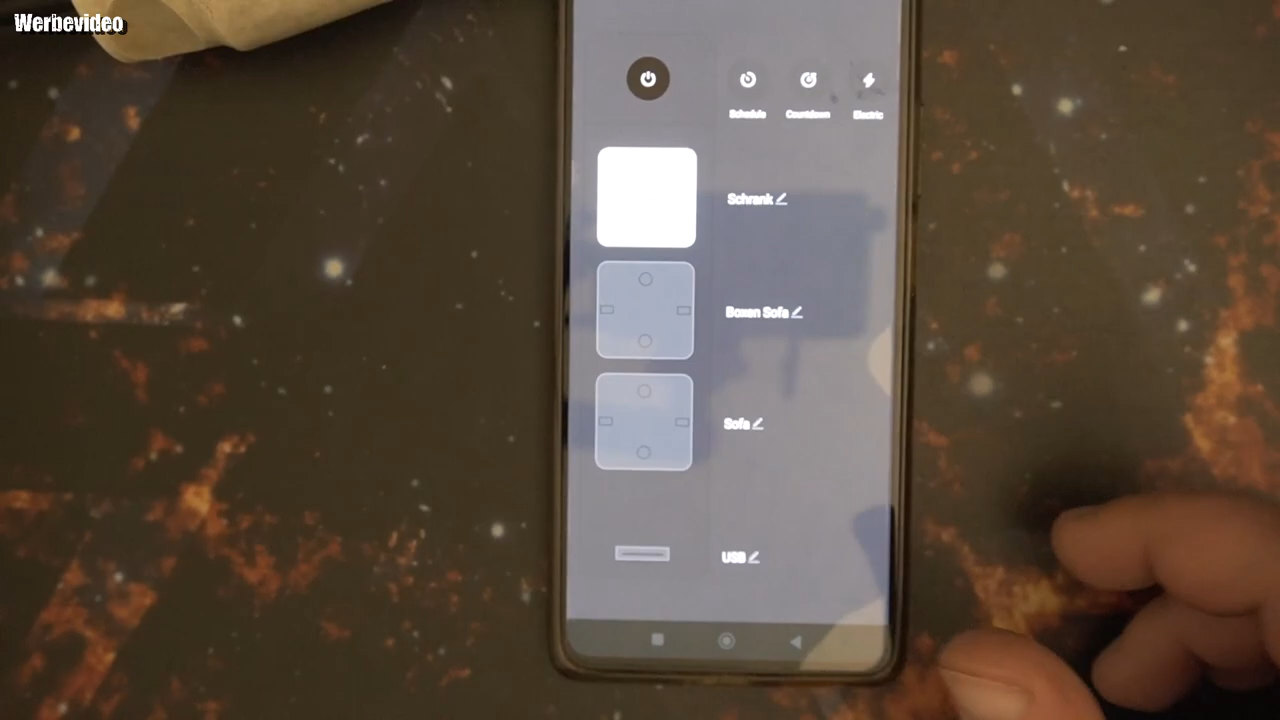 Werbevideo
Schedule Countdown Electric
Schrank
Boxen Sofa
Sofa
USB